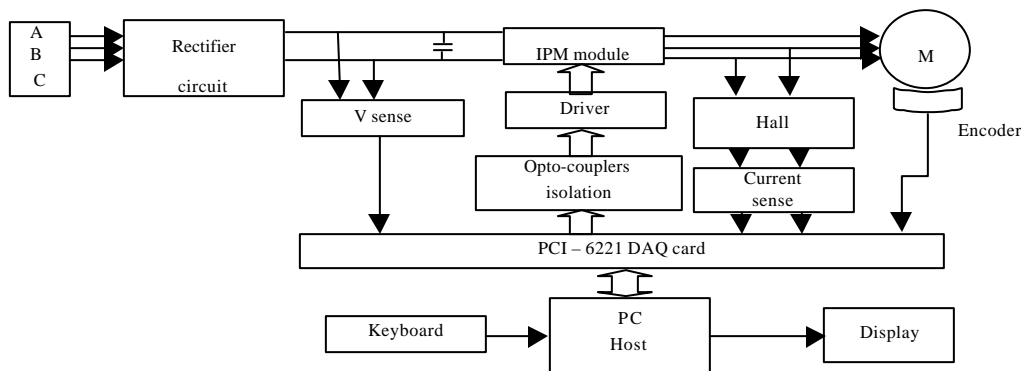 A
B
C
Rectifier
circuit
IPM module
M
V sense
Driver
Hall
Encoder
Opto-couplers
isolation
Current
sense
PCI – 6221 DAQ card
Keyboard
PC
Host
Display